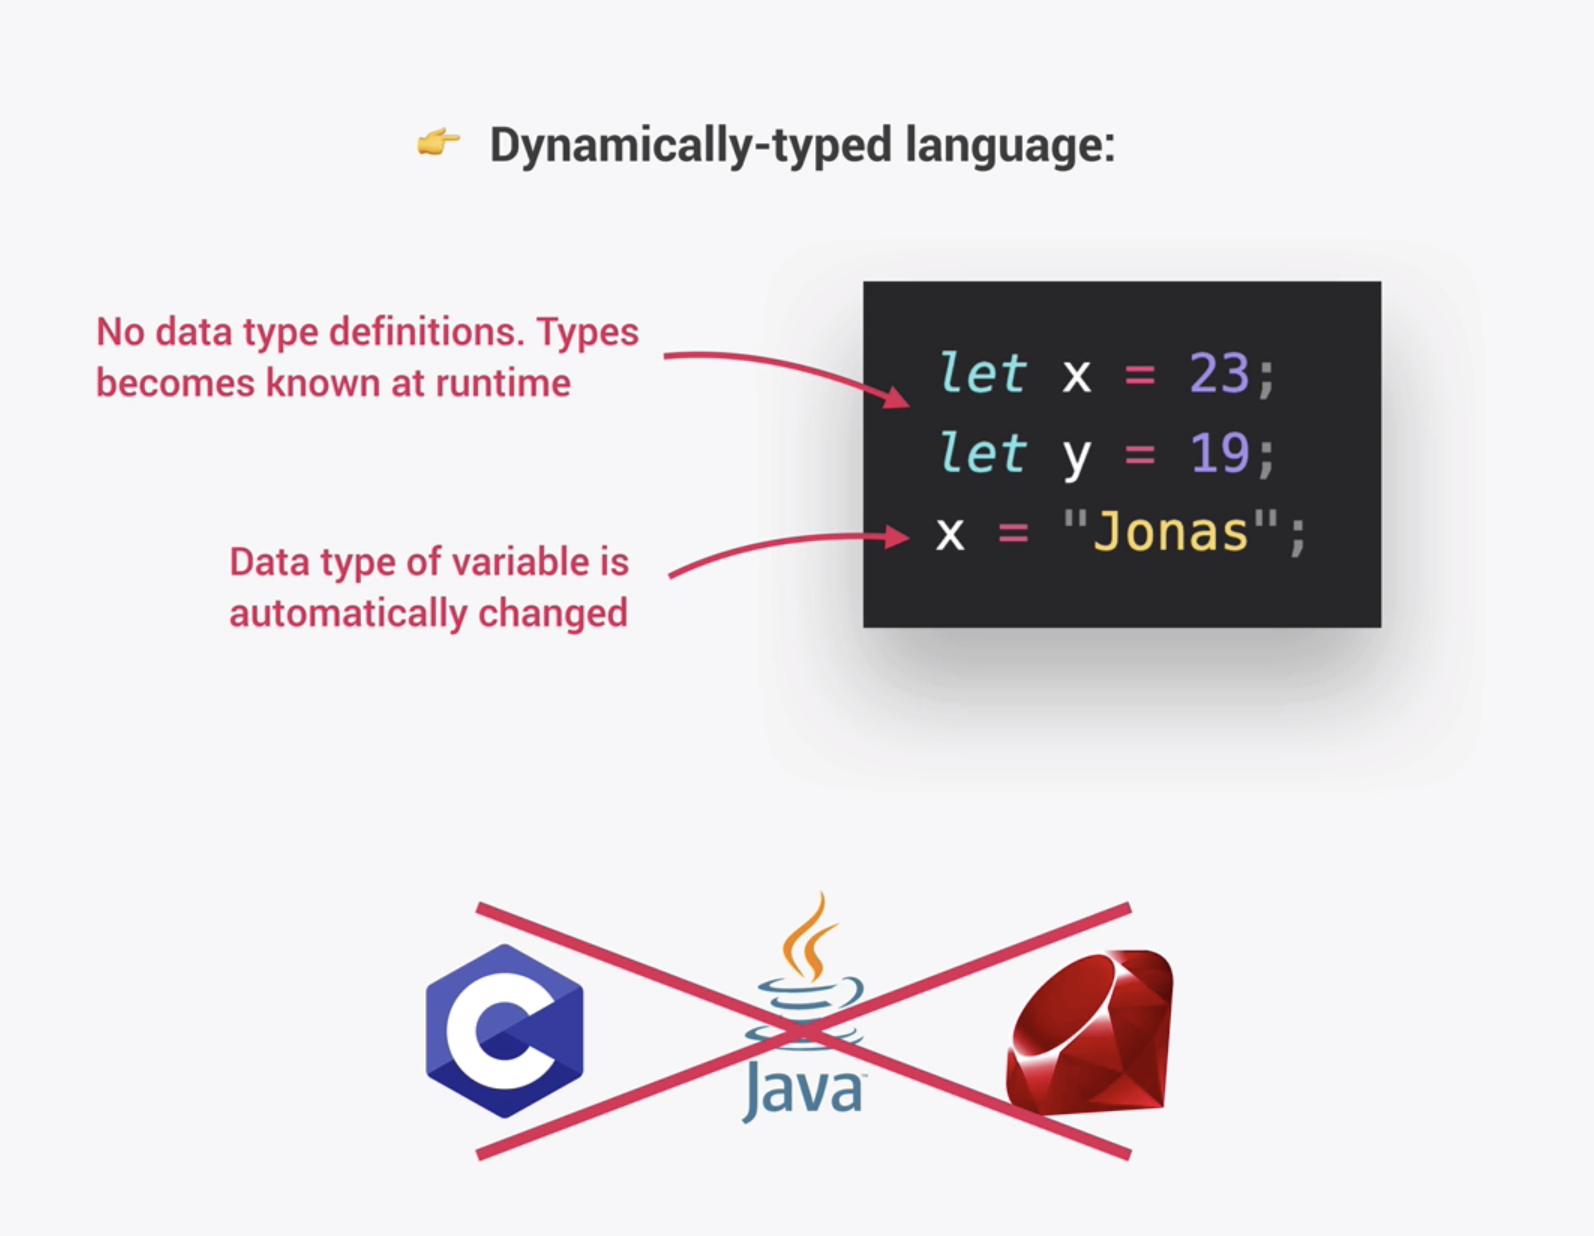 👉 Dynamically-typed language:
No data type definitions. Types
becomes known at runtime
let x = 23;
let y = 19;
x = "Jonas";
Data type of variable is
automatically changed
C
Java™